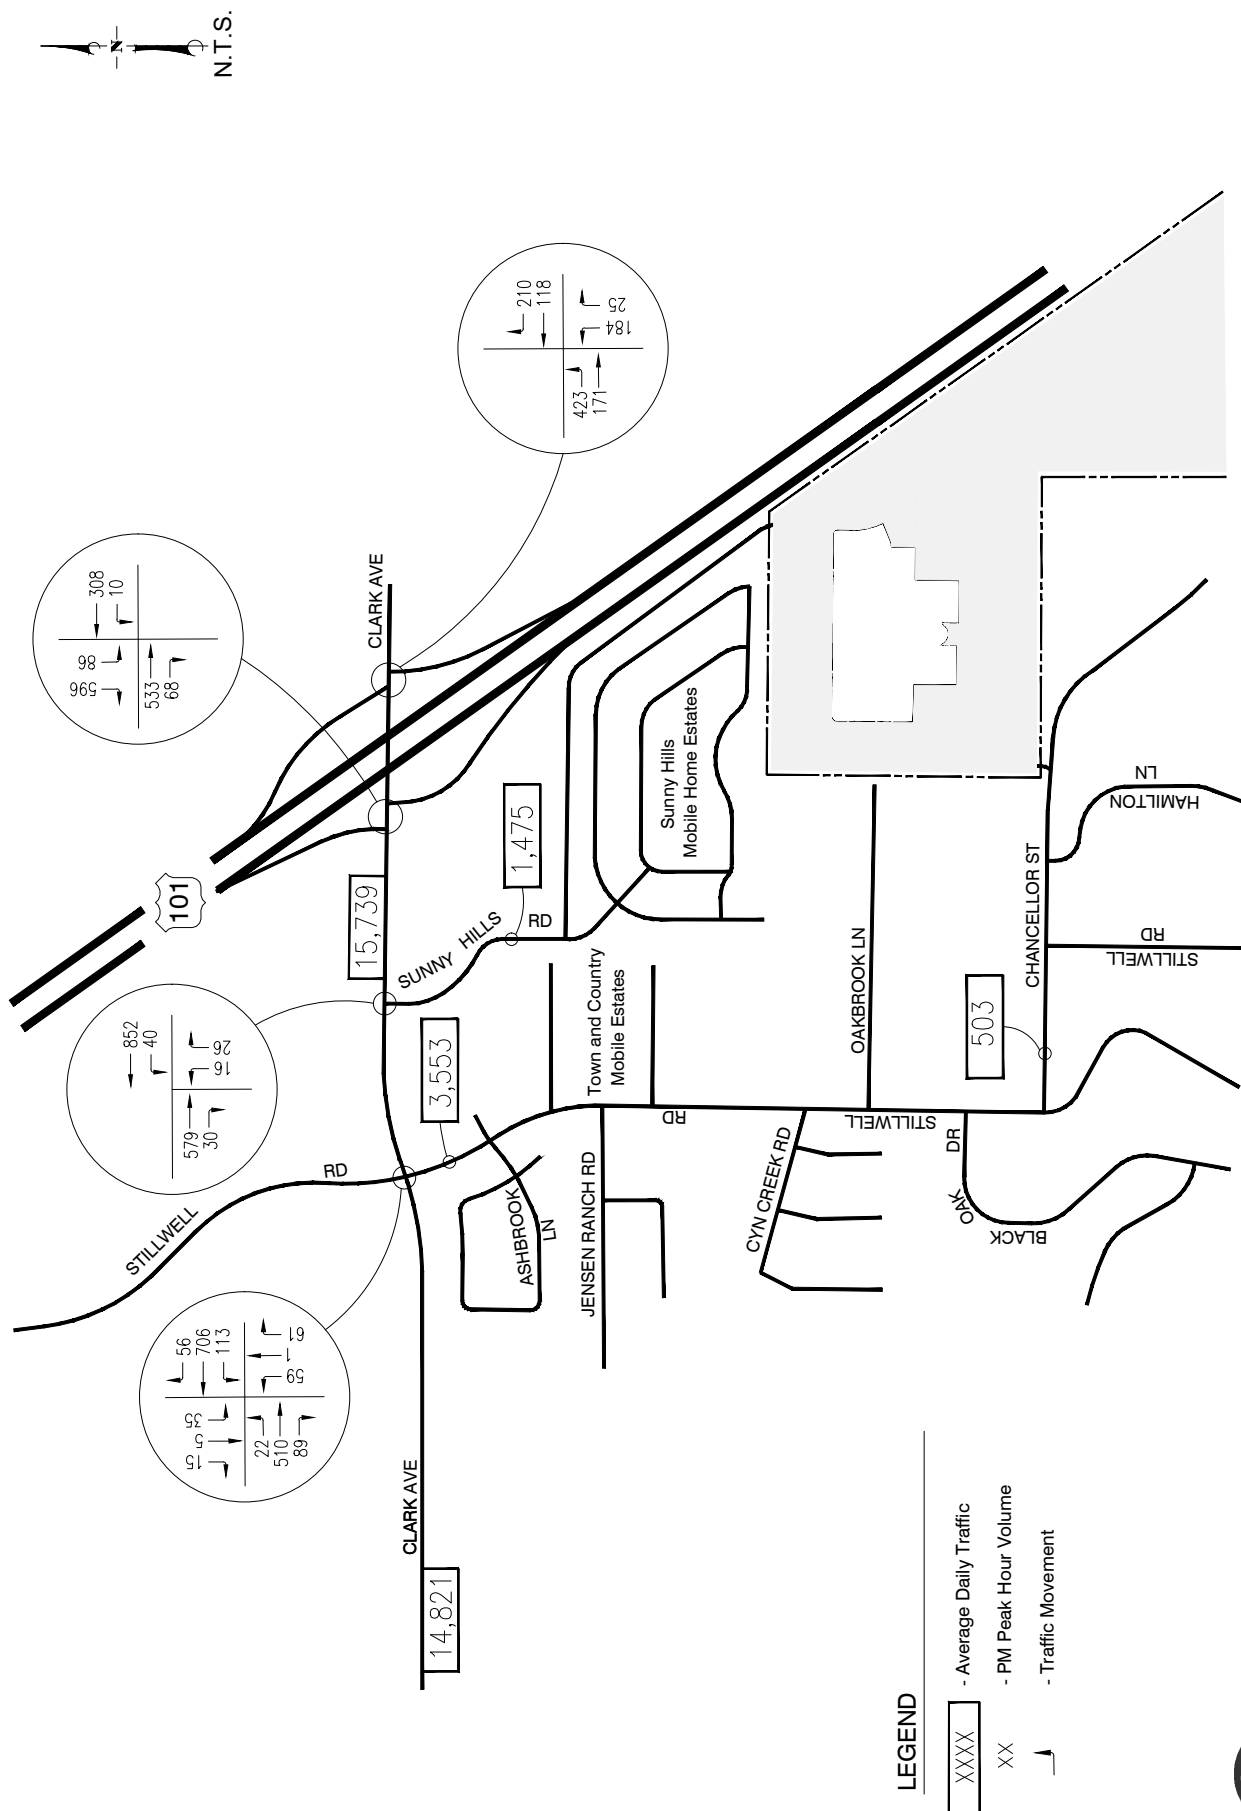 N
N.T.S.
308
10
86
596
533
68
210
118
25
184
423
171
CLARK AVE
101
15,739
1,475
SUNNY HILLS RD
Sunny Hills
Mobile Home Estates
852
40
26
16
579
30
3,553
Town and Country
Mobile Estates
OAKBROOK LN
503
CHANCELLOR ST
HAMILTON
LN
STILLWELL
RD
STILLWELL RD
STILLWELL
RD
56
706
113
61
1
59
35
5
15
22
510
89
ASHBROOK
LN
JENSEN RANCH RD
CYN CREEK RD
BLACK OAK DR
CLARK AVE
14,821
LEGEND
XXXX - Average Daily Traffic
XX - PM Peak Hour Volume
- Traffic Movement